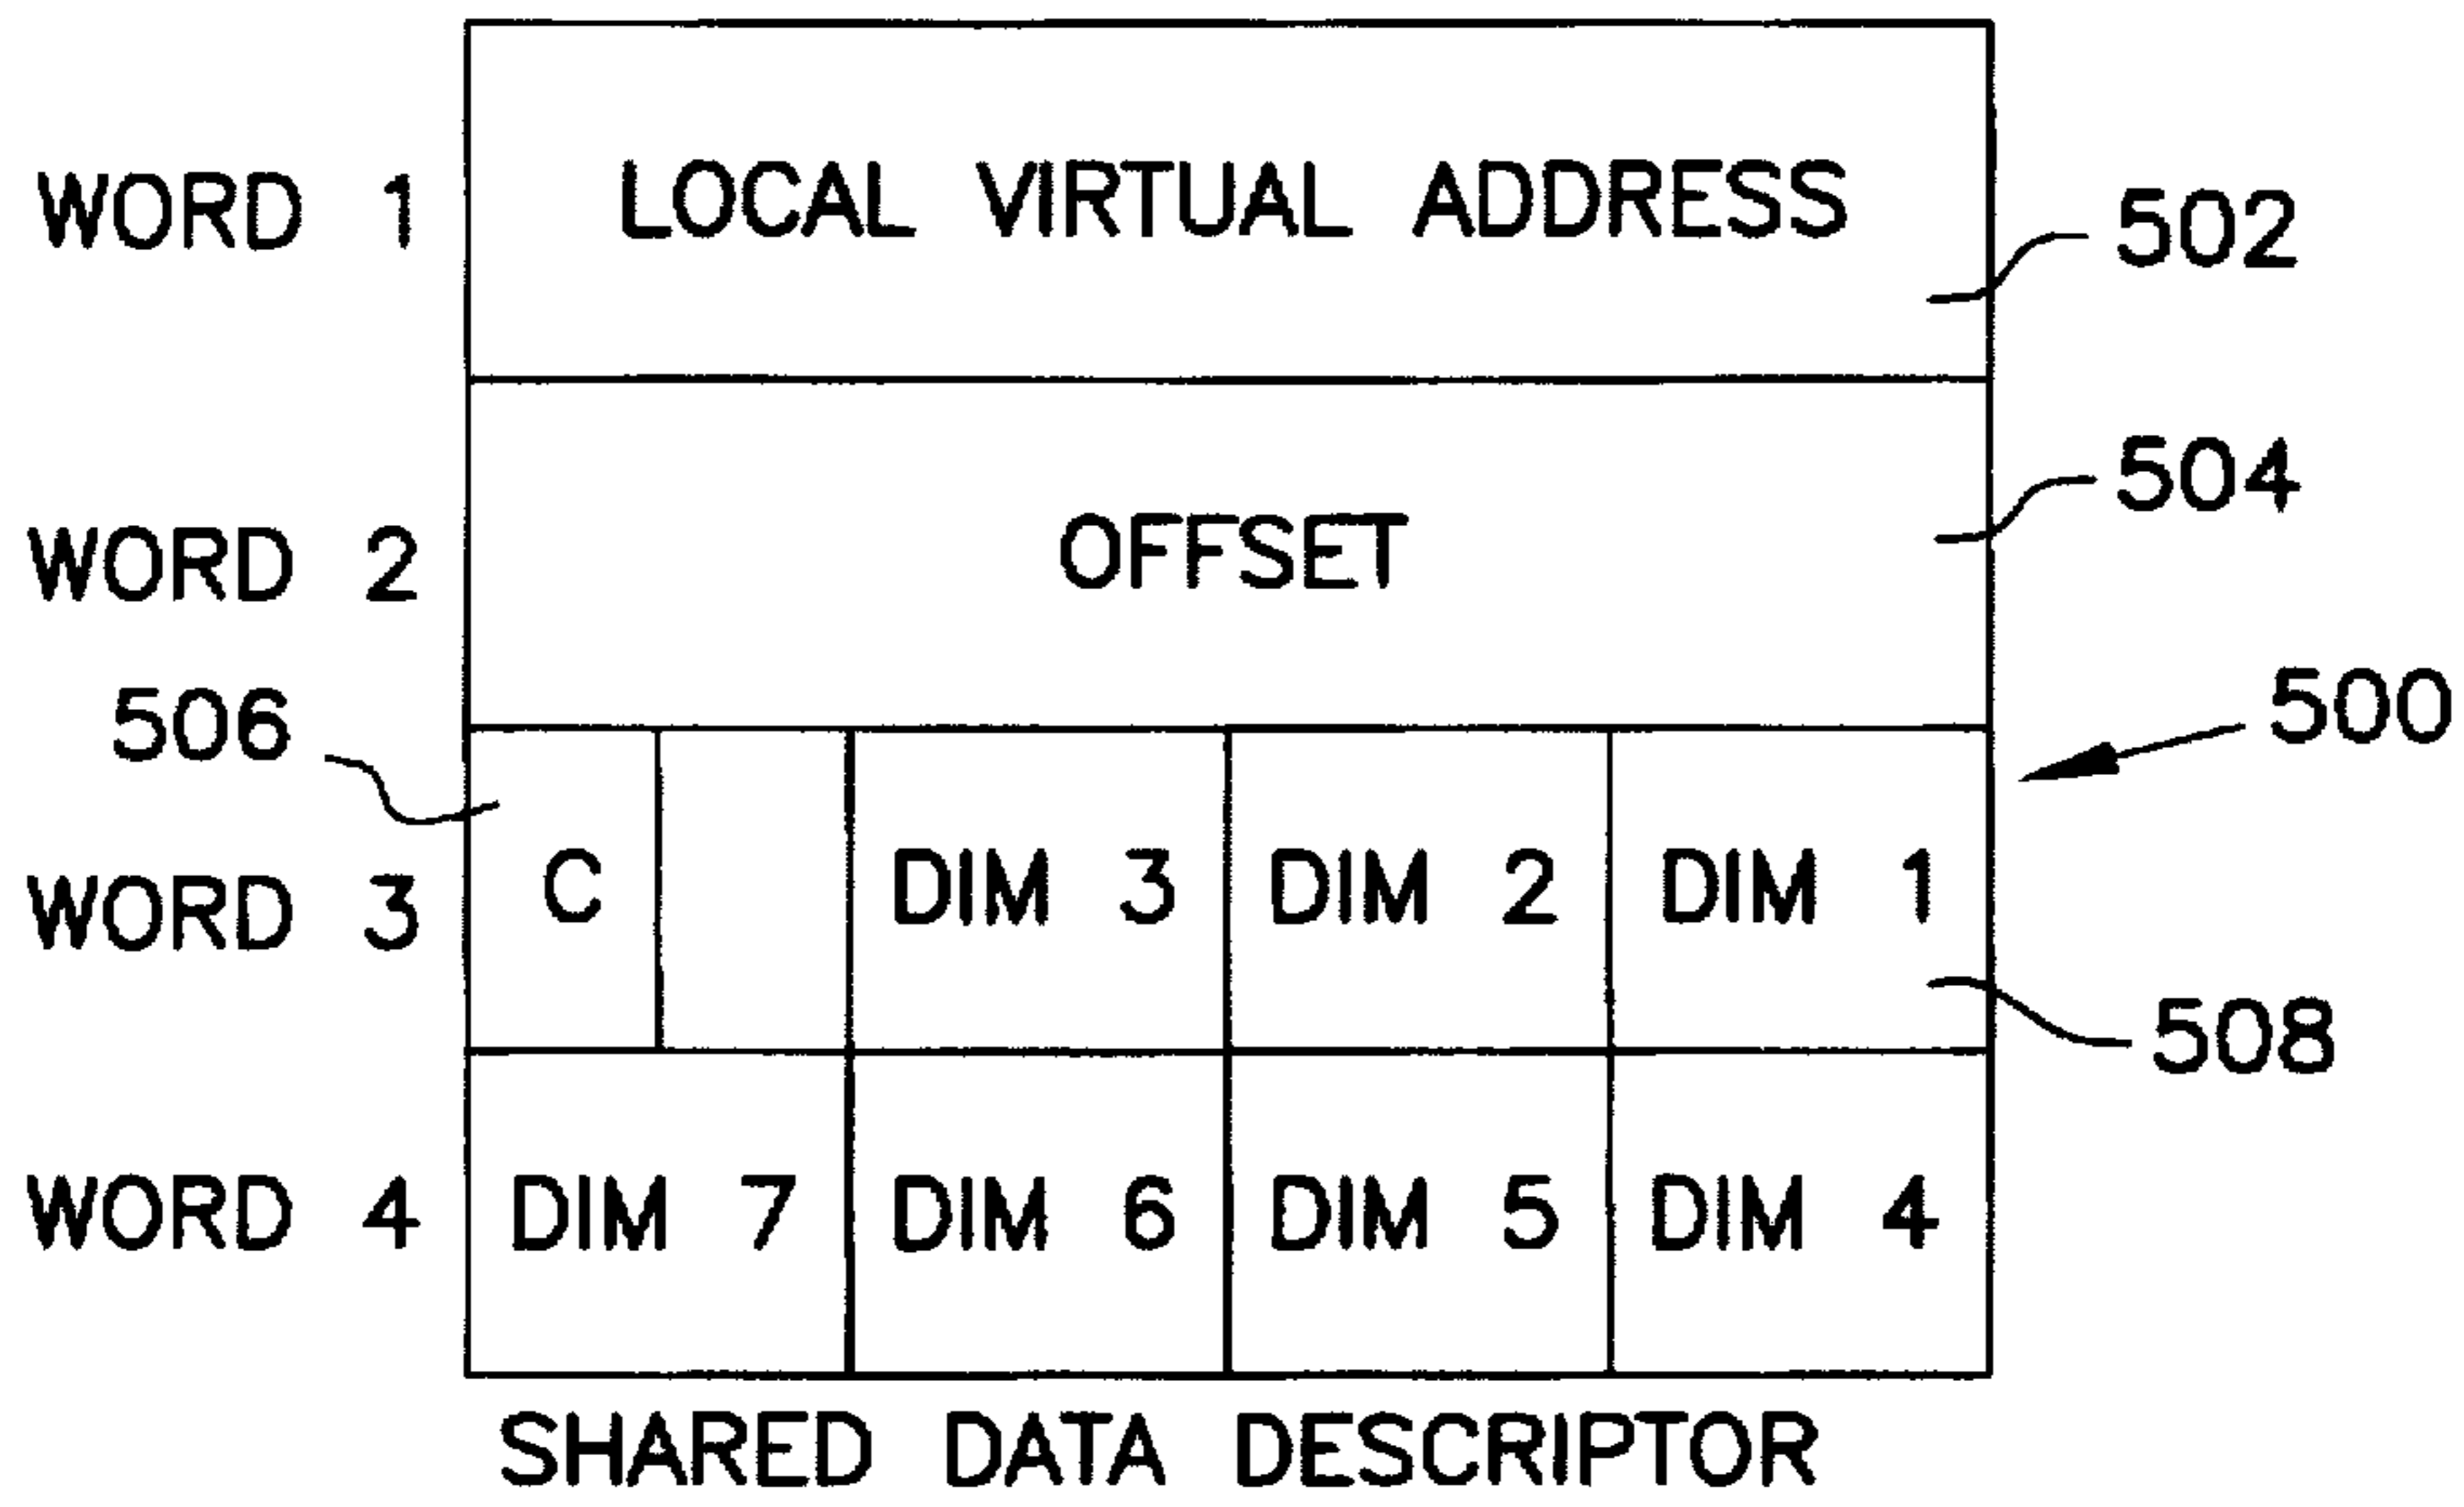 WORD 1 LOCAL VIRTUAL ADDRESS 502
504
WORD 2 OFFSET
506 500
WORD 3 C DIM 3 DIM 2 DIM 1
508
WORD 4 DIM 7 DIM 6 DIM 5 DIM 4
SHARED DATA DESCRIPTOR